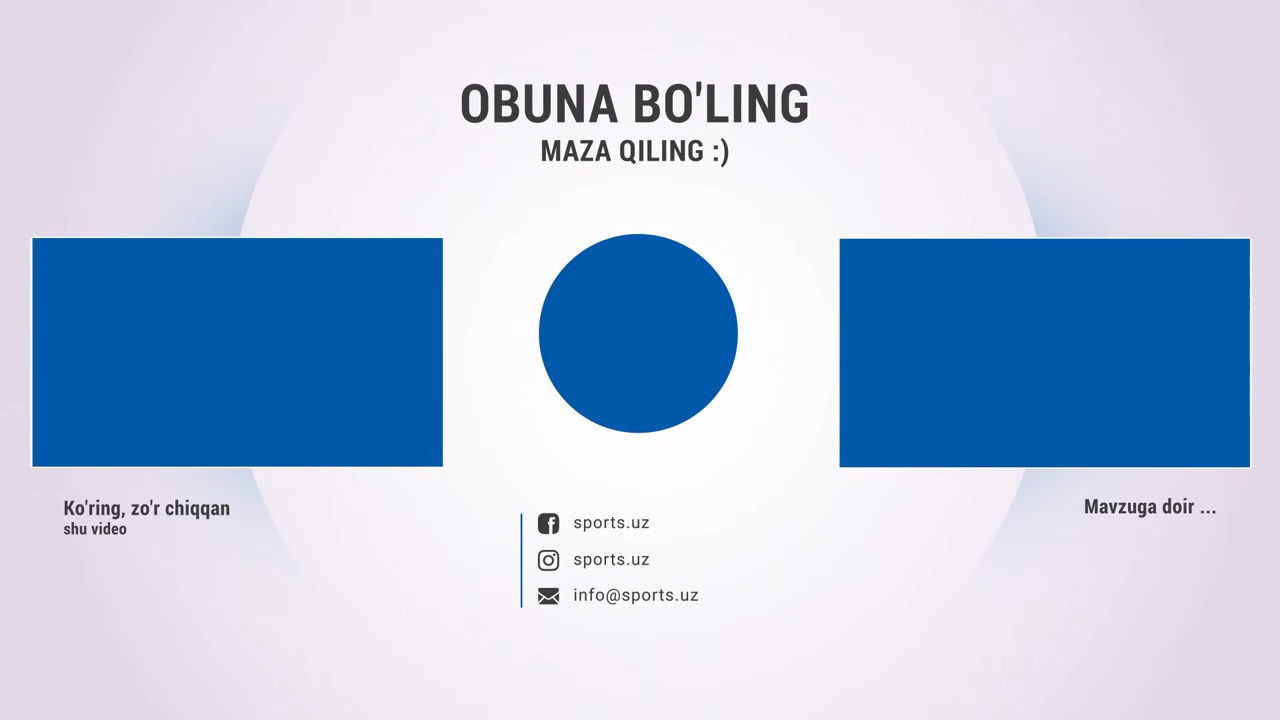 OBUNA BO'LING
MAZA QILING :)
Ko'ring, zo'r chiqqan
shu video
Mavzuga doir ...
sports.uz
sports.uz
info@sports.uz